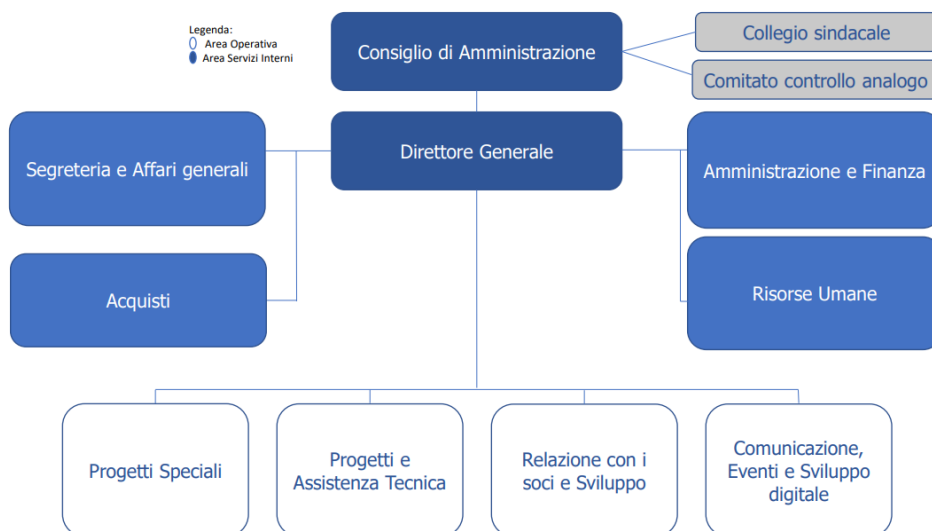 Legenda:
Area Operativa
Area Servizi Interni
Consiglio di Amministrazione
Collegio sindacale
Comitato controllo analogo
Segreteria e Affari generali
Direttore Generale
Amministrazione e Finanza
Acquisti
Risorse Umane
Progetti Speciali
Progetti e
Assistenza Tecnica
Relazione con i
soci e Sviluppo
Comunicazione,
Eventi e Sviluppo
digitale